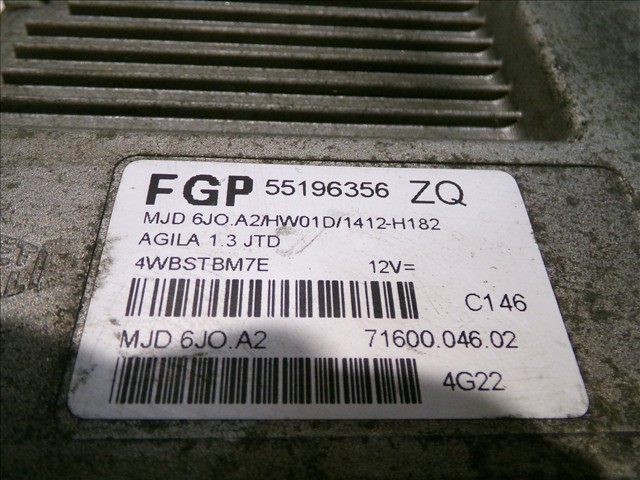 FGP 55196356 ZQ
MJD 6JO.A2/HW01D/1412-H182
AGILA 1.3 JTD
4WBSTBM7E 12V=
C146
MJD 6JO.A2 71600.046.02
4G22